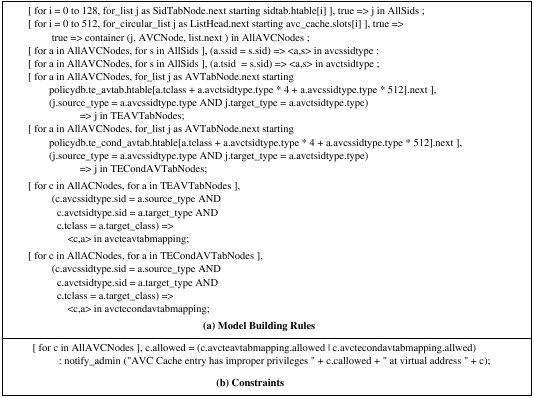 [ for i = 0 to 128, for_list j as SidTabNode.next starting sidtab.htable[i] ], true => j in AllSids ;
[ for i = 0 to 512, for_circular_list j as ListHead.next starting avc_cache.slots[i] ], true =>
true => container (j, AVCNode, list.next ) in AllAVCNodes ;
[ for a in AllAVCNodes, for s in AllSids ], (a.ssid = s.sid) => <a,s> in avcssidtype ;
[ for a in AllAVCNodes, for s in AllSids ], (a.tsid = s.sid) => <a,s> in avctsidtype ;
[ for a in AllAVCNodes, for_list j as AVTabNode.next starting
policydb.te_avtab.htable[a.tclass + a.avctsidtype.type * 4 + a.avcssidtype.type * 512].next ],
(j.source_type = a.avcssidtype.type AND j.target_type = a.avctsidtype.type)
=> j in TEAVTabNodes;
[ for a in AllAVCNodes, for_list j as AVTabNode.next starting
policydb.te_cond_avtab.htable[a.tclass + a.avctsidtype.type * 4 + a.avcssidtype.type * 512].next ],
(j.source_type = a.avcssidtype.type AND j.target_type = a.avctsidtype.type)
=> j in TECondAVTabNodes;
[ for c in AllACNodes, for a in TEAVTabNodes ],
(c.avcssidtype.sid = a.source_type AND
c.avctsidtype.sid = a.target_type AND
c.tclass = a.target_class) =>
<c,a> in avcteavtabmapping;
[ for c in AllACNodes, for a in TECondAVTabNodes ],
(c.avcssidtype.sid = a.source_type AND
c.avctsidtype.sid = a.target_type AND
c.tclass = a.target_class) =>
<c,a> in avctecondavtabmapping;
(a) Model Building Rules
[ for c in AllAVCNodes ], c.allowed = (c.avcteavtabmapping.allowed | c.avctecondavtabmapping.allwed)
: notify_admin ("AVC Cache entry has improper privileges " + c.callowed + " at virtual address " + c);
(b) Constraints